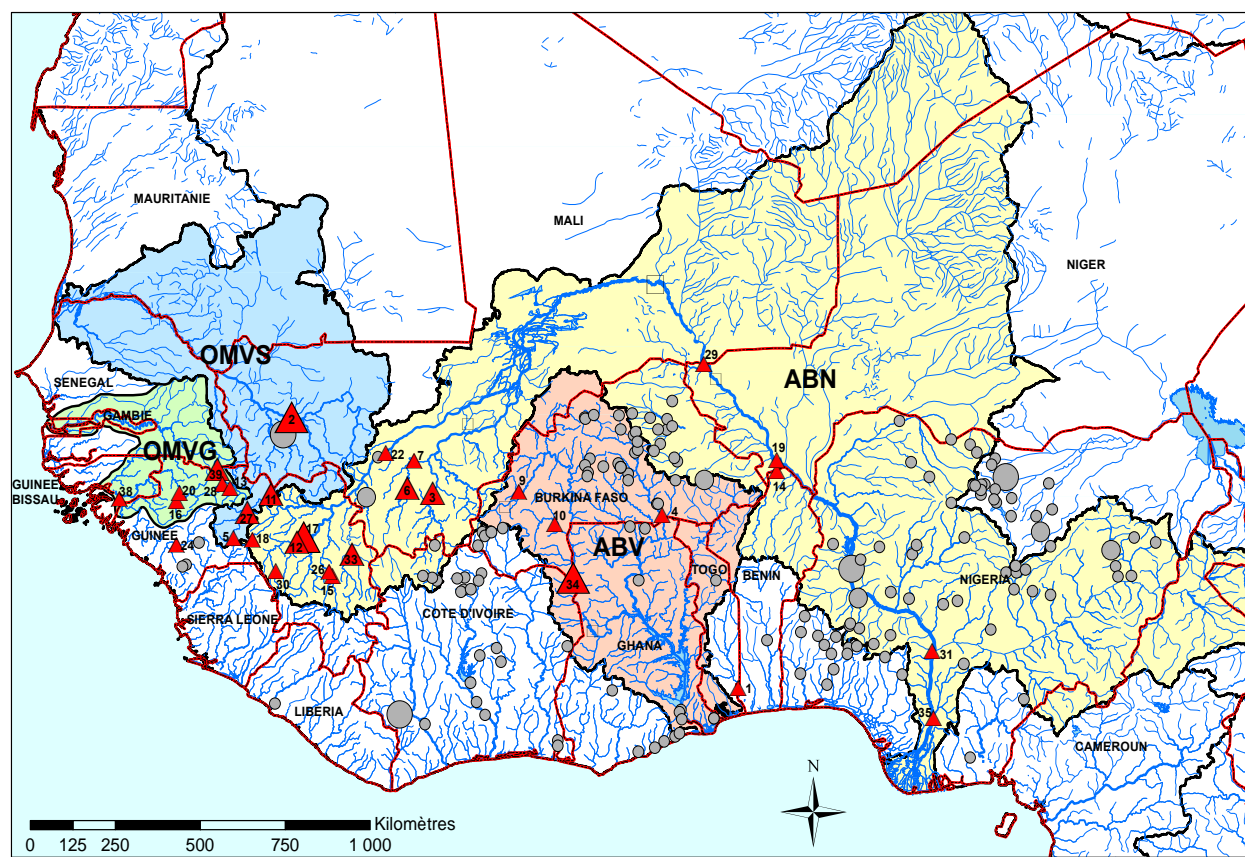 MAURITANIE
MALI
NIGER
OMVS
29
ABN
SENEGAL
GAMBIE
2
OMVG
22
7
19
14
39
13
28
6
3
9
GUINEE
BISSAU
38
20
16
11
27
BURKINA FASO
10
4
GUINEE
24
5
18
17
12
33
ABV
TOGO
BENIN
NIGERIA
30
26
15
34
SIERRA LEONE
COTE D'IVOIRE
GHANA
31
1
LIBERIA
35
CAMEROUN
N
Kilomètres
0 125 250 500 750 1 000